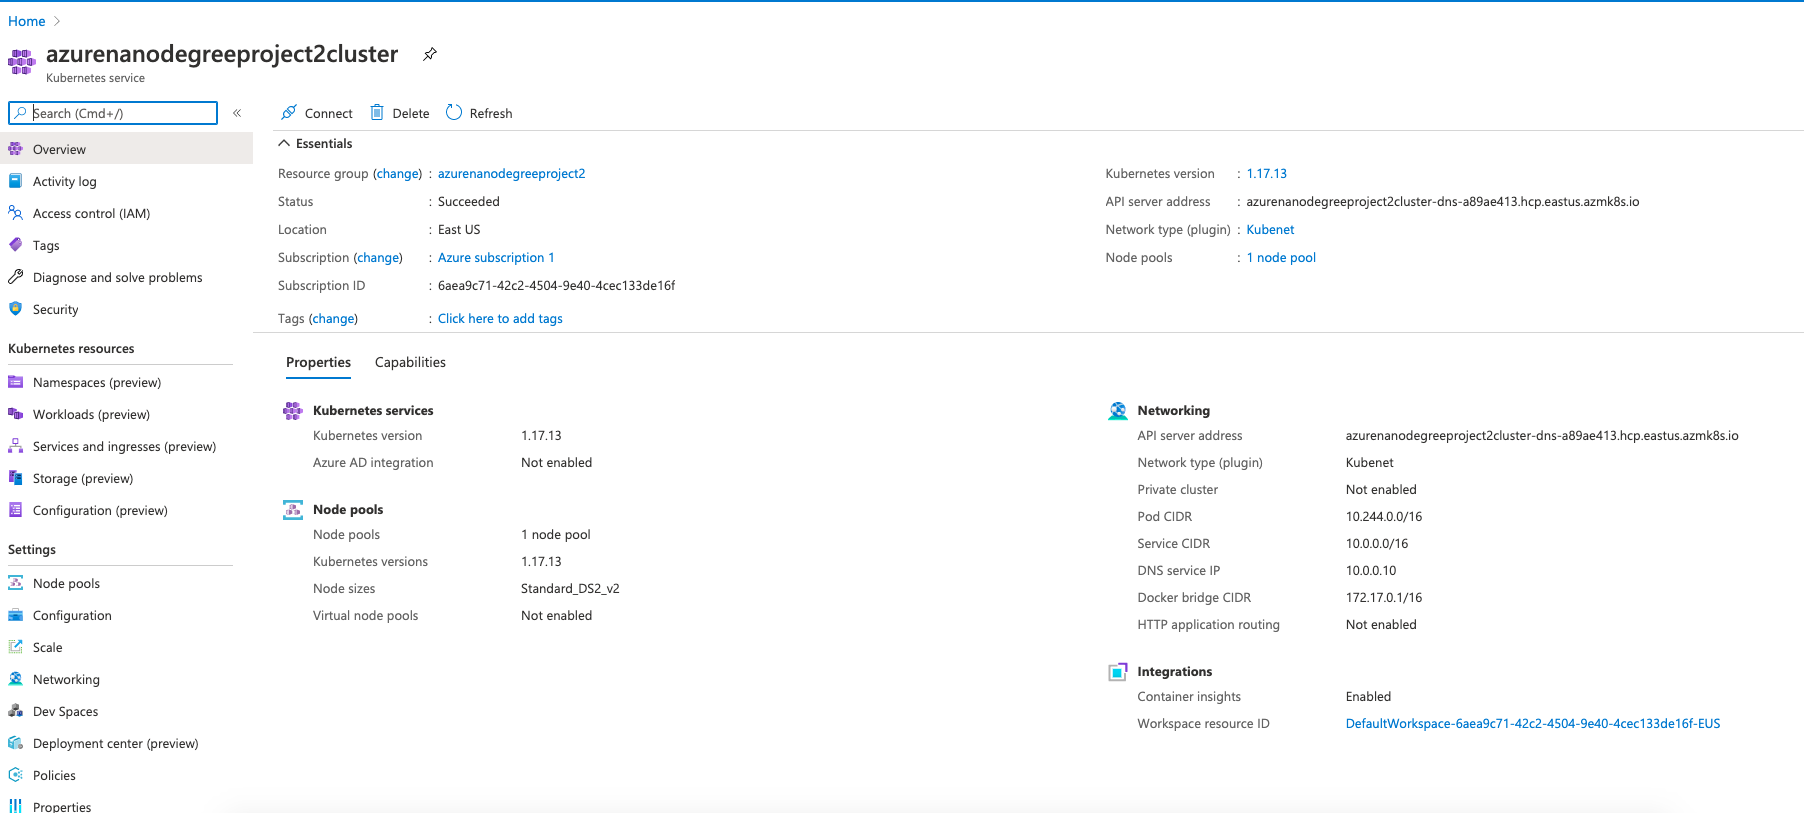 Home
azurenanodegreeproject2cluster
Kubernetes service
Search (Cmd+/)
«
Connect
Delete
Refresh
Overview
Activity log
Access control (IAM)
Tags
Diagnose and solve problems
Security
Kubernetes resources
Namespaces (preview)
Workloads (preview)
Services and ingresses (preview)
Storage (preview)
Configuration (preview)
Settings
Node pools
Configuration
Scale
Networking
Dev Spaces
Deployment center (preview)
Policies
Properties
Essentials
Resource group (change) : azurenanodegreeproject2
Status : Succeeded
Location : East US
Subscription (change) : Azure subscription 1
Subscription ID : 6aea9c71-42c2-4504-9e40-4cec133de16f
Tags (change) : Click here to add tags
Kubernetes version : 1.17.13
API server address : azurenanodegreeproject2cluster-dns-a89ae413.hcp.eastus.azmk8s.io
Network type (plugin) : Kubenet
Node pools : 1 node pool
Properties Capabilities
Kubernetes services
Kubernetes version 1.17.13
Azure AD integration Not enabled
Node pools
Node pools 1 node pool
Kubernetes versions 1.17.13
Node sizes Standard_DS2_v2
Virtual node pools Not enabled
Networking
API server address azurenanodegreeproject2cluster-dns-a89ae413.hcp.eastus.azmk8s.io
Network type (plugin) Kubenet
Private cluster Not enabled
Pod CIDR 10.244.0.0/16
Service CIDR 10.0.0.0/16
DNS service IP 10.0.0.10
Docker bridge CIDR 172.17.0.1/16
HTTP application routing Not enabled
Integrations
Container insights Enabled
Workspace resource ID DefaultWorkspace-6aea9c71-42c2-4504-9e40-4cec133de16f-EUS